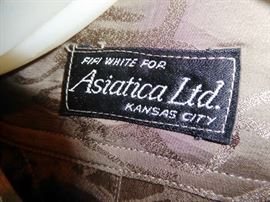 FIFI WHITE FOR
Asiatica Ltd.
KANSAS CITY